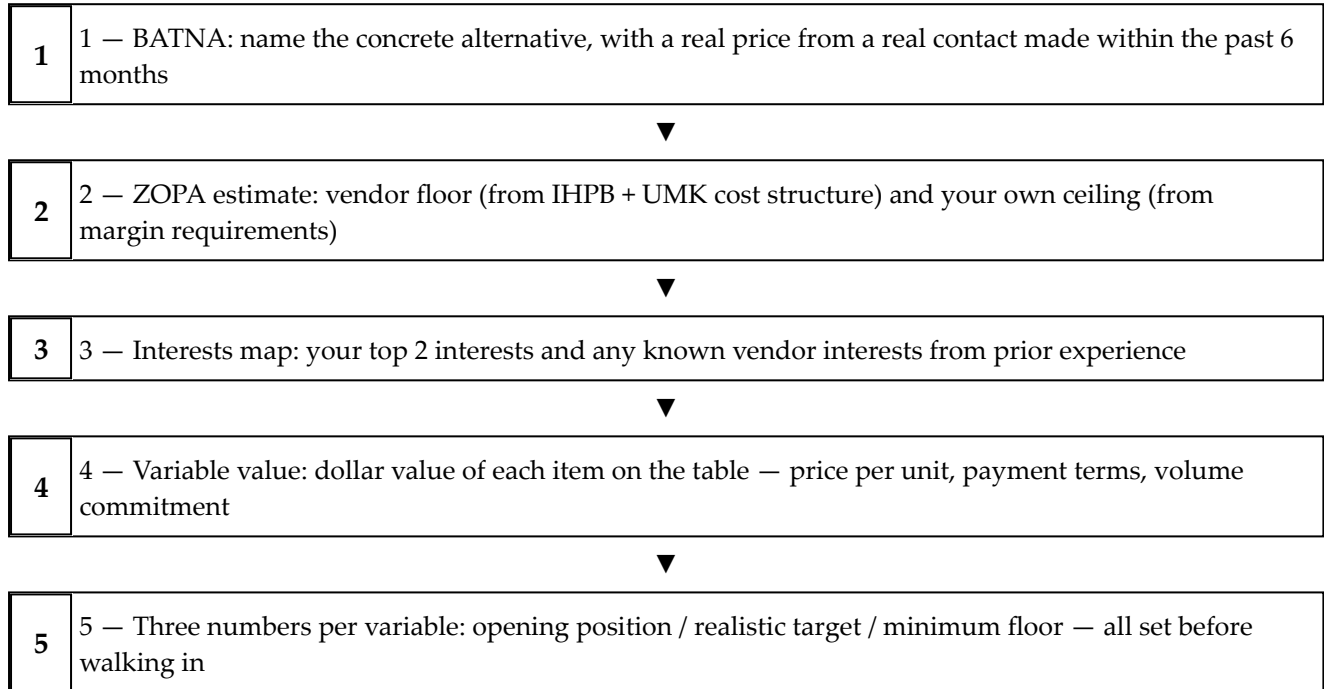 1
1 — BATNA: name the concrete alternative, with a real price from a real contact made within the past 6
months
▼
2
2 — ZOPA estimate: vendor floor (from IHPB + UMK cost structure) and your own ceiling (from
margin requirements)
▼
3
3 — Interests map: your top 2 interests and any known vendor interests from prior experience
▼
4
4 — Variable value: dollar value of each item on the table — price per unit, payment terms, volume
commitment
▼
5
5 — Three numbers per variable: opening position / realistic target / minimum floor — all set before
walking in